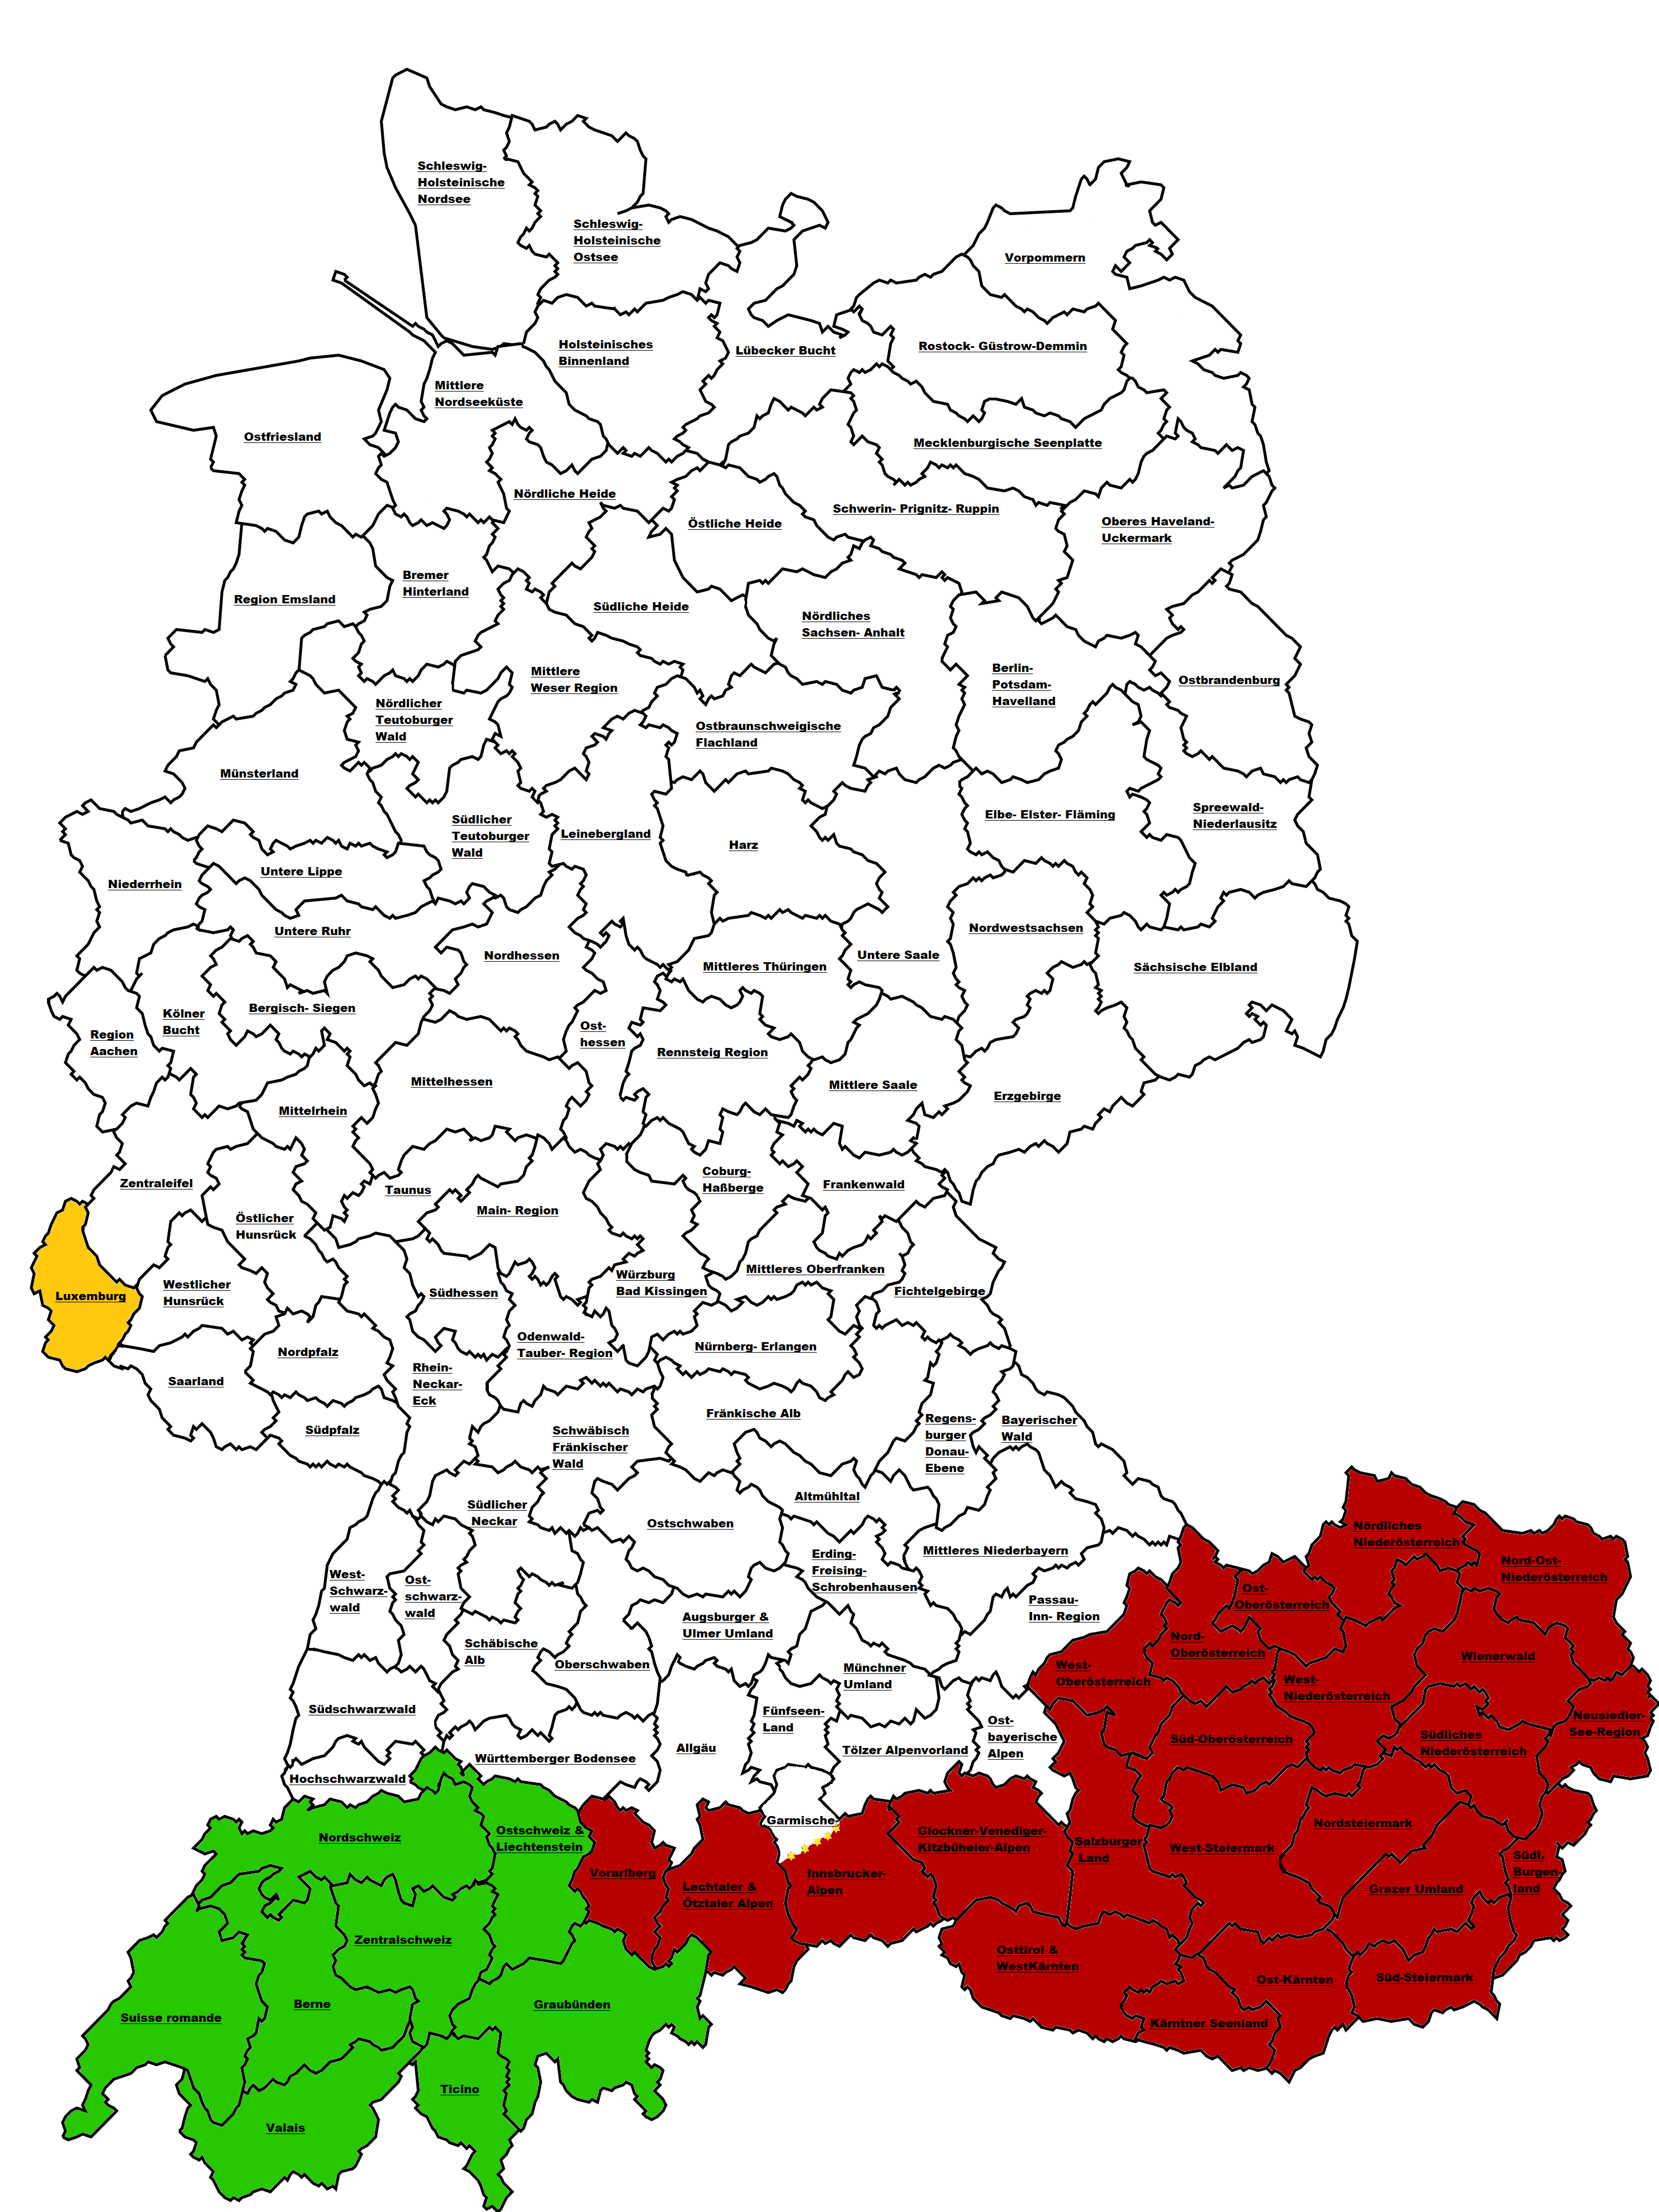 Schleswig-
Holsteinische
Nordsee
Schleswig-
Holsteinische
Ostsee
Vorpommern
Holsteinisches
Binnenland
Lübecker Bucht
Rostock- Güstrow-Demmin
Mittlere
Nordseeküste
Ostfriesland
Mecklenburgische Seenplatte
Nördliche Heide
Östliche Heide
Schwerin- Prignitz- Ruppin
Oberes Haveland-
Uckermark
Bremer
Hinterland
Region Emsland
Südliche Heide
Nördliches
Sachsen- Anhalt
Mittlere
Weser Region
Berlin-
Potsdam-
Havelland
Ostbrandenburg
Nördlicher
Teutoburger
Wald
Ostbraunschweigische
Flachland
Münsterland
Südlicher
Teutoburger
Wald
Leinebergland
Harz
Elbe- Elster- Fläming
Spreewald-
Niederlausitz
Untere Lippe
Niederrhein
Untere Ruhr
Nordhessen
Mittleres Thüringen
Untere Saale
Nordwestsachsen
Sächsische Elbland
Bergisch- Siegen
Kölner
Bucht
Region
Aachen
Ost-
hessen
Rennsteig Region
Mittelhessen
Mittlere Saale
Erzgebirge
Mittelrhein
Zentraleifel
Taunus
Coburg-
Haßberge
Frankenwald
Östlicher
Hunsrück
Main- Region
Luxemburg
Westlicher
Hunsrück
Südhessen
Würzburg
Bad Kissingen
Mittleres Oberfranken
Fichtelgebirge
Nordpfalz
Odenwald-
Tauber- Region
Nürnberg- Erlangen
Saarland
Rhein-
Neckar-
Eck
Südpfalz
Schwäbisch
Fränkischer
Wald
Fränkische Alb
Regens-
burger
Donau-
Ebene
Bayerischer
Wald
Südlicher
Neckar
Ostschwaben
Altmühltal
Mittleres Niederbayern
Erding-
Freising-
Schrobenhausen
Nördliches
Niederösterreich
Nord-Ost-
Niederösterreich
West-
Schwarz-
wald
Ost-
schwarz-
wald
Augsburger &
Ulmer Umland
Passau-
Inn- Region
Ost-
Oberösterreich
Schäbische
Alb
Oberschwaben
Münchner
Umland
West-
Oberösterreich
Nord-
Oberösterreich
West-
Niederösterreich
Wienerwald
Südschwarzwald
Fünfseen-
Land
Ost-
bayerische
Alpen
Süd-Oberösterreich
Südliches
Niederösterreich
Neusiedler-
See-Region
Hochschwarzwald
Württemberger Bodensee
Allgäu
Tölzer Alpenvorland
Garmische-
Nordschweiz
Ostschweiz &
Liechtenstein
Vorarlberg
Lechtaler &
Ötztaler Alpen
Innsbrucker-
Alpen
Glockner-Venediger-
Kitzbüheler-Alpen
Salzburger
Land
West-Steiermark
Nordsteiermark
Grazer Umland
Südl.
Burgen-
land
Zentralschweiz
Osttirol &
WestKärnten
Ost-Kärnten
Süd-Steiermark
Suisse romande
Berne
Graubünden
Kärntner Seenland
Ticino
Valais